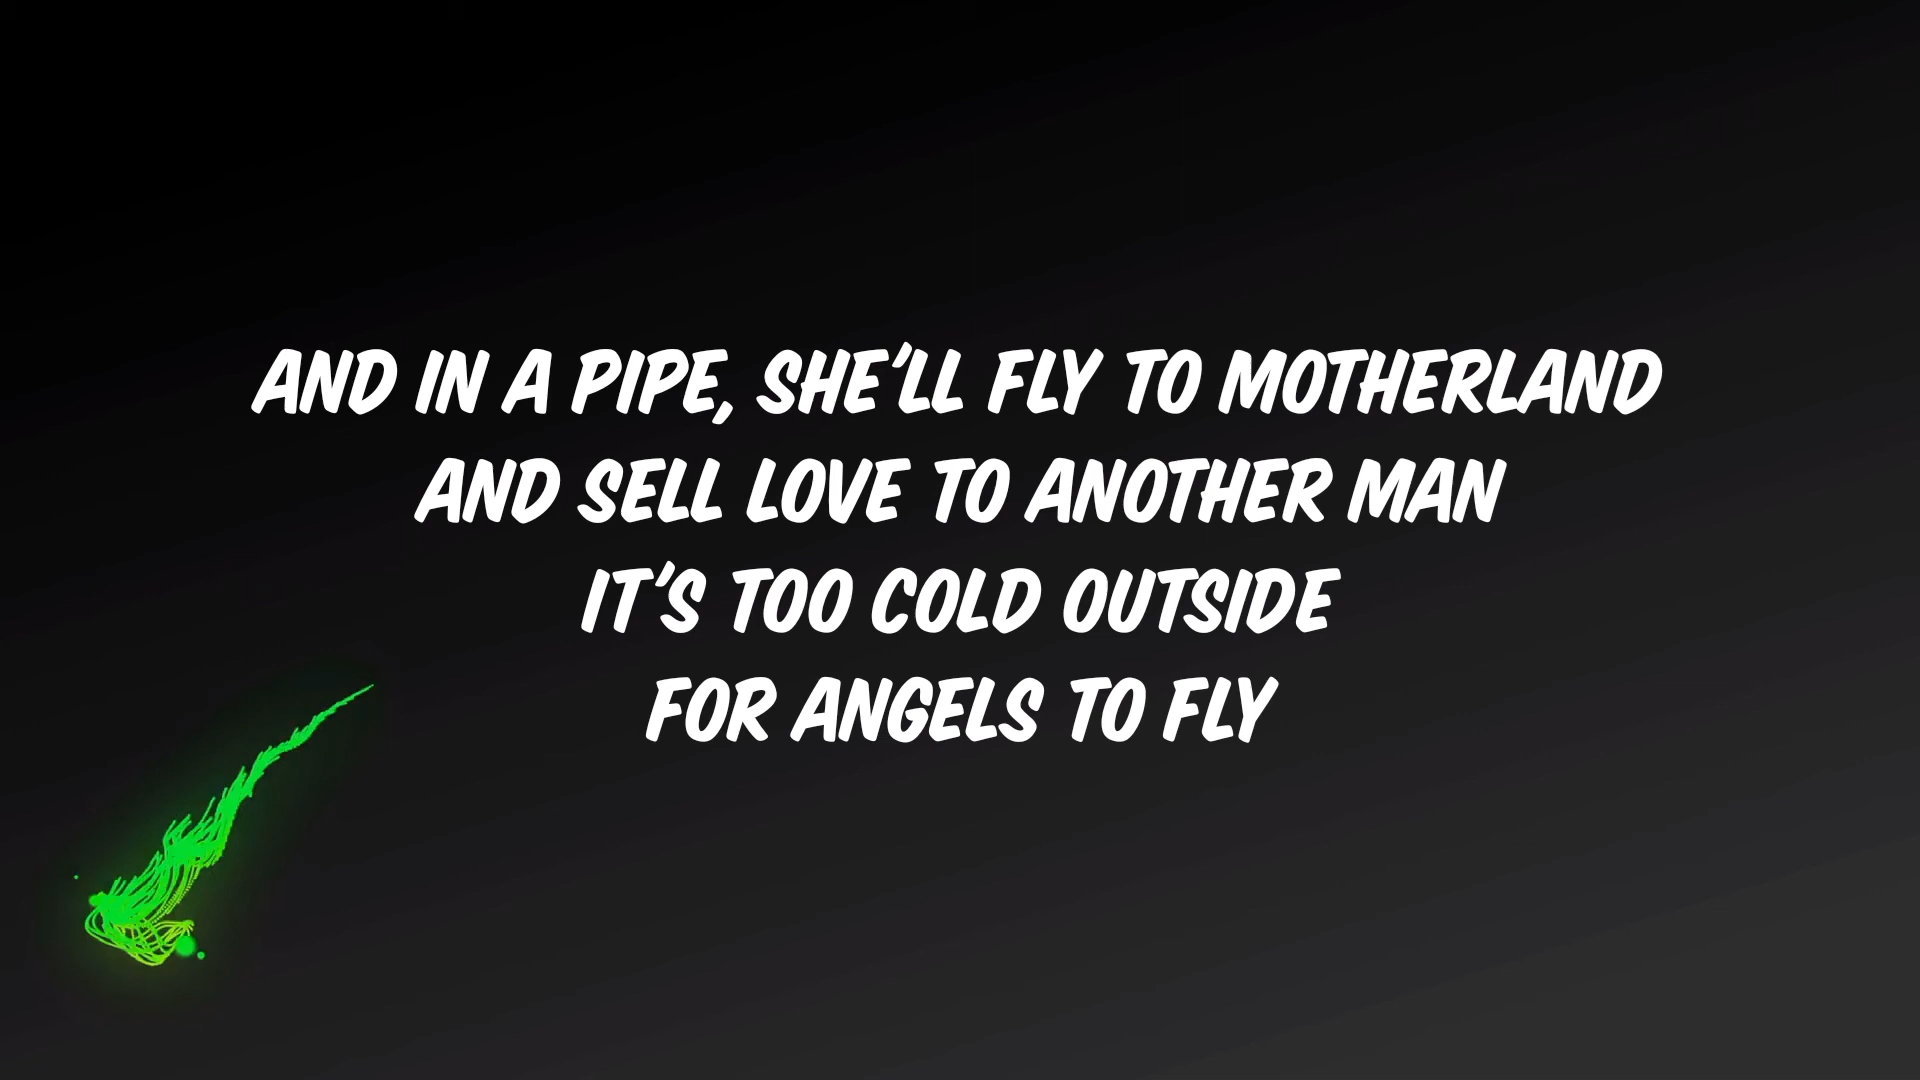 AND IN A PIPE, SHE'LL FLY TO MOTHERLAND
AND SELL LOVE TO ANOTHER MAN
IT'S TOO COLD OUTSIDE
FOR ANGELS TO FLY